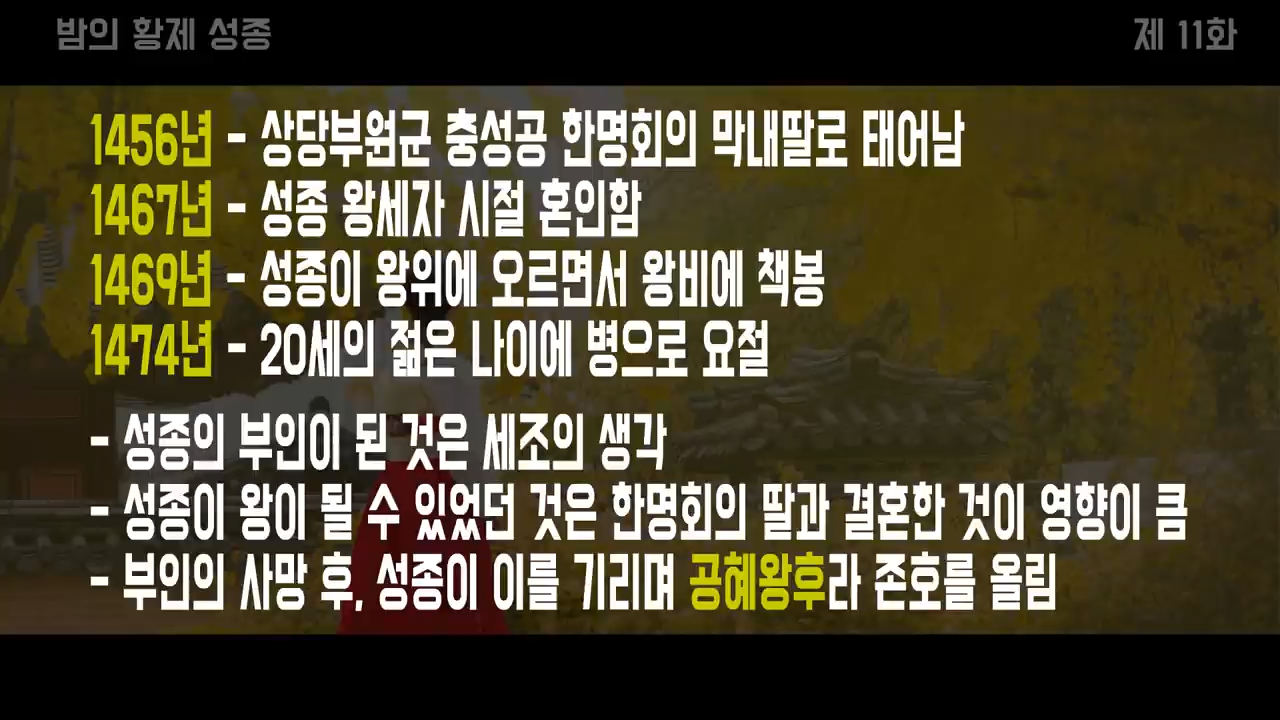 밤의 황제 성종
제 11화
1456년 - 상당부원군 충성공 한명회의 막내딸로 태어남
1467년 - 성종 왕세자 시절 혼인함
1469년 - 성종이 왕위에 오르면서 왕비에 책봉
1474년 - 20세의 젊은 나이에 병으로 요절
- 성종의 부인이 된 것은 세조의 생각
- 성종이 왕이 될 수 있었던 것은 한명회의 딸과 결혼한 것이 영향이 큼
- 부인의 사망 후, 성종이 이를 기리며 공혜왕후라 존호를 올림